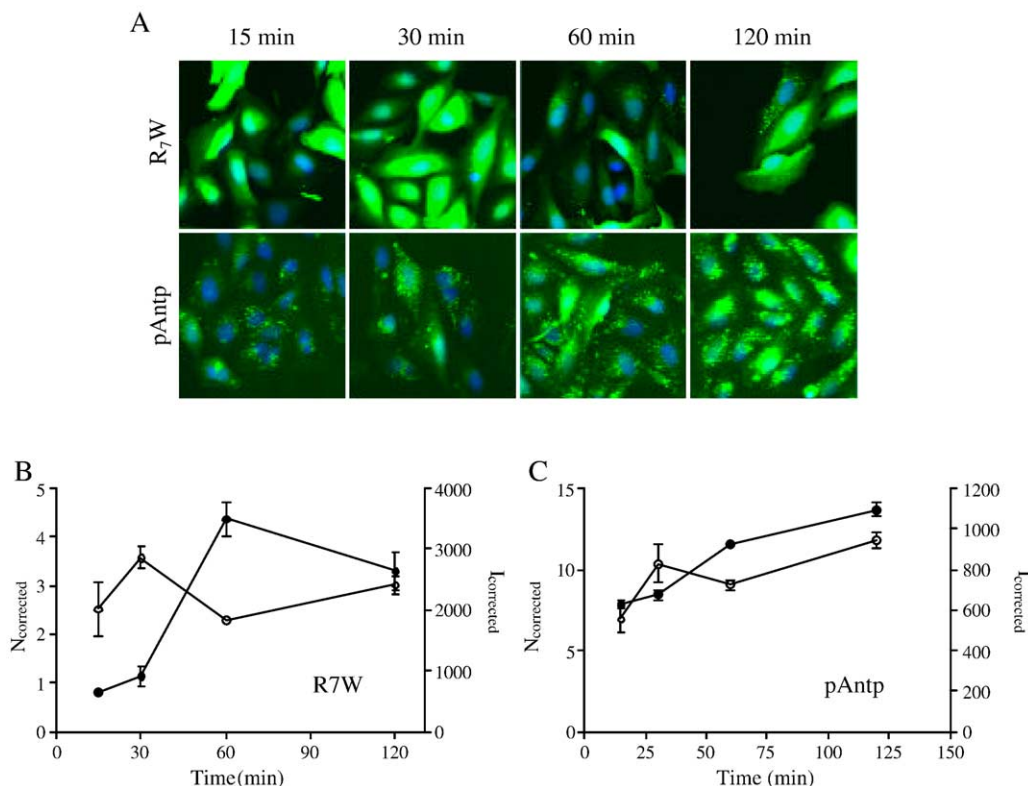 A
15 min 30 min 60 min 120 min
R7W
pAntp
B
5
4
3
2
1
0
Ncorrected
4000
3000
2000
1000
0
Icorrected
0 30 60 90 120
Time(min)
R7W
C
15
10
5
0
Ncorrected
1200
1000
800
600
400
200
0
Icorrected
0 25 50 75 100 125 150
Time (min)
pAntp